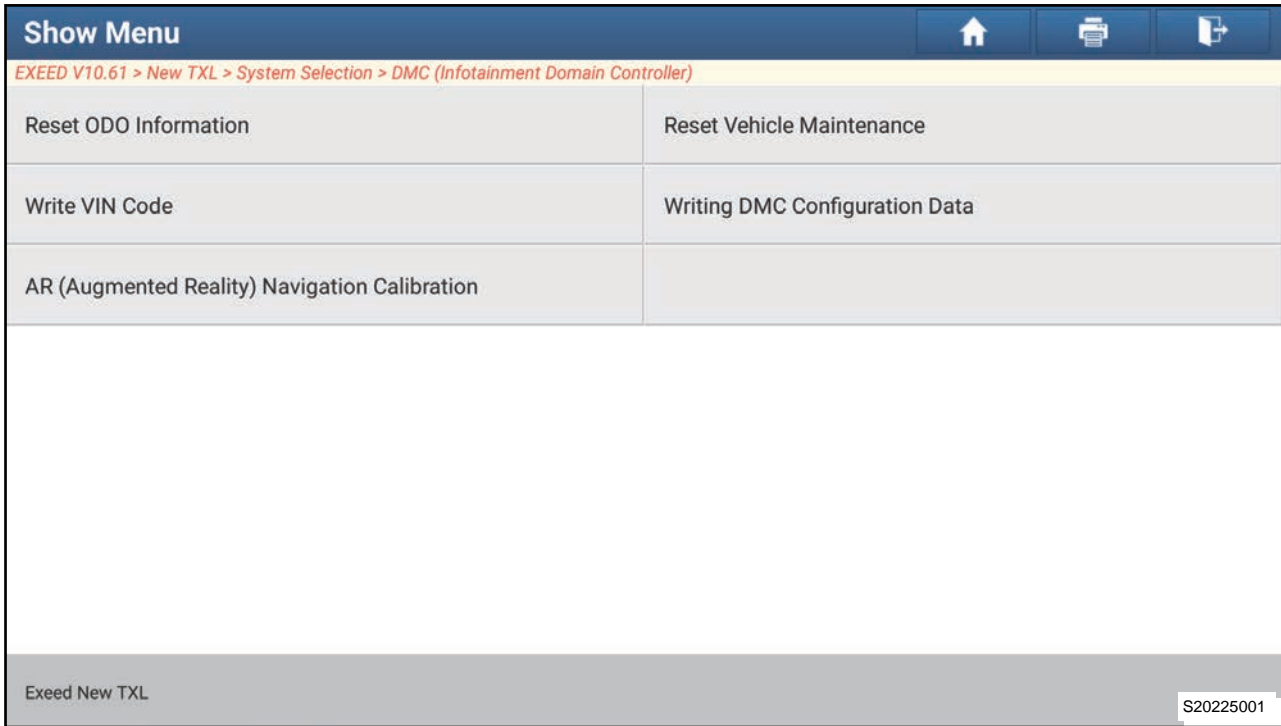 Show Menu
EXEED V10.61 > New TXL > System Selection > DMC (Infotainment Domain Controller)
Reset ODO Information
Reset Vehicle Maintenance
Write VIN Code
Writing DMC Configuration Data
AR (Augmented Reality) Navigation Calibration
Exeed New TXL
S20225001